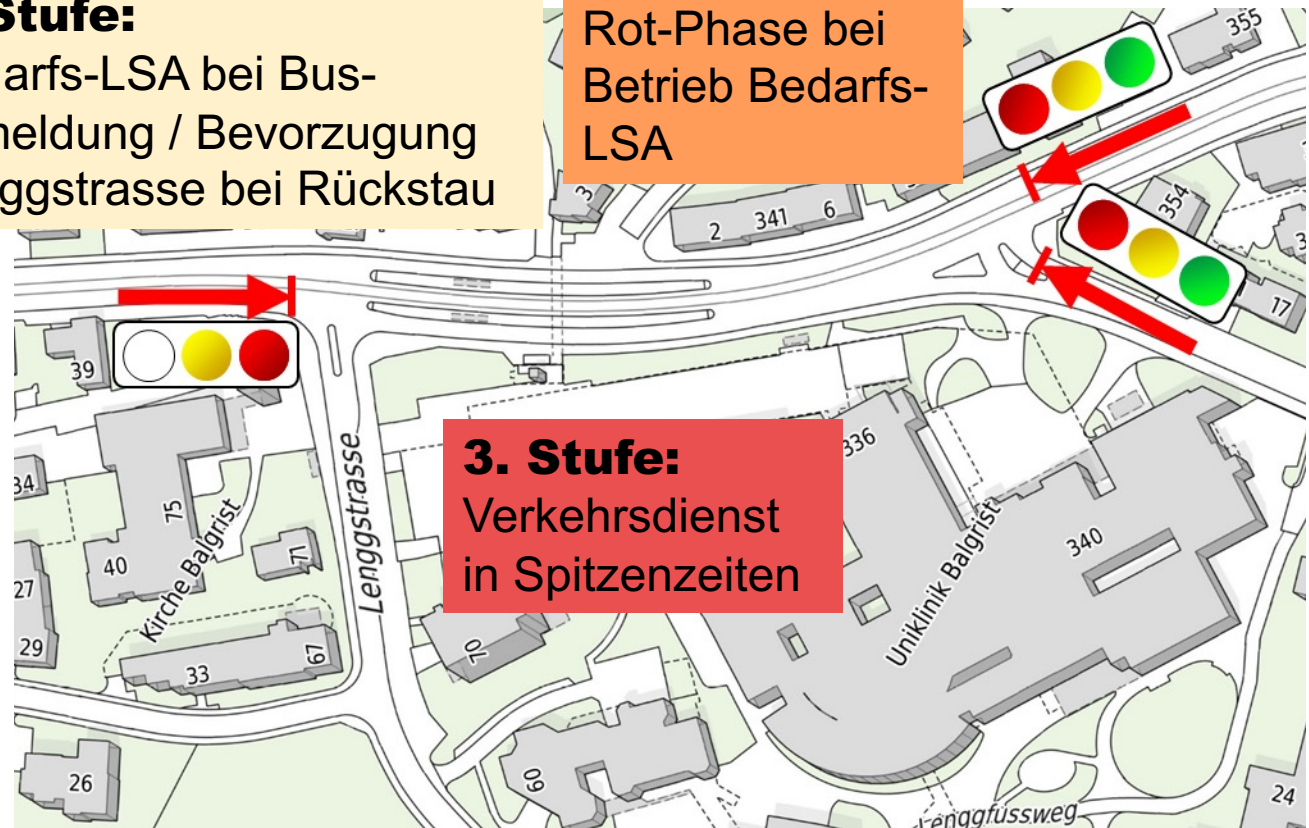 Stufe:
arfs-LSA bei Bus-
meldung / Bevorzugung
ggstrasse bei Rückstau
Rot-Phase bei
Betrieb Bedarfs-
LSA
355
354
3
2
341
6
17
39
3. Stufe:
Verkehrsdienst
in Spitzenzeiten
336
34
75
Kirche Balgrist
Lenggstrasse
Uniklinik Balgrist
340
40
71
27
29
33
67
70
26
60
24
Lenggfussweg